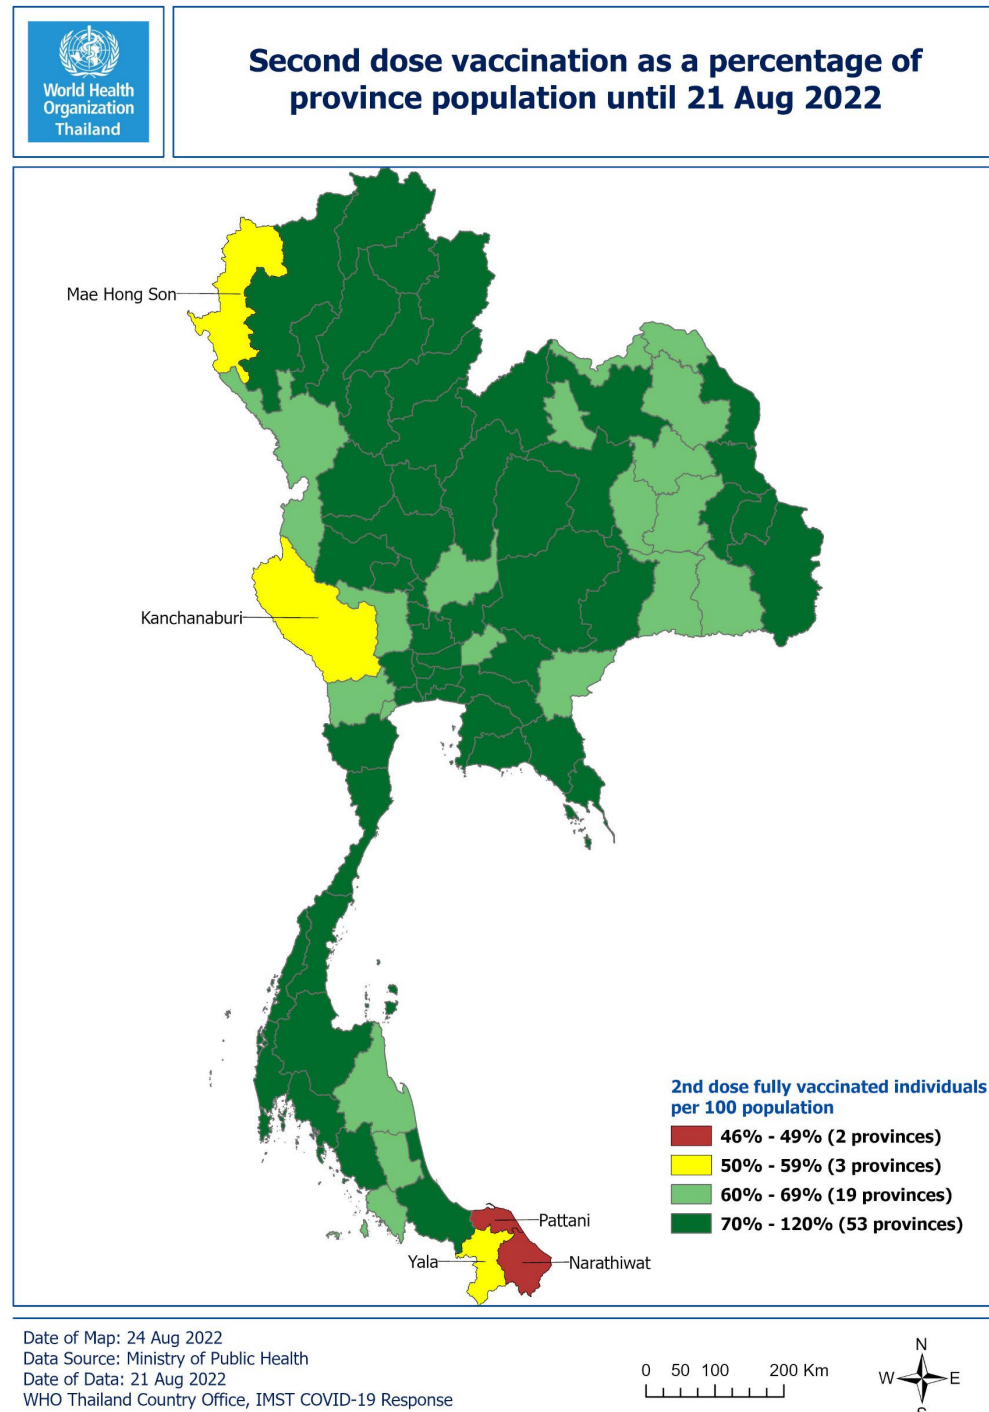 World Health
Organization
Thailand
Second dose vaccination as a percentage of
province population until 21 Aug 2022
Mae Hong Son
Kanchanaburi
Pattani
Yala
Narathiwat
2nd dose fully vaccinated individuals
per 100 population
46% - 49% (2 provinces)
50% - 59% (3 provinces)
60% - 69% (19 provinces)
70% - 120% (53 provinces)
Date of Map: 24 Aug 2022
Data Source: Ministry of Public Health
Date of Data: 21 Aug 2022
WHO Thailand Country Office, IMST COVID-19 Response
0 50 100 200 Km
N
W E
S